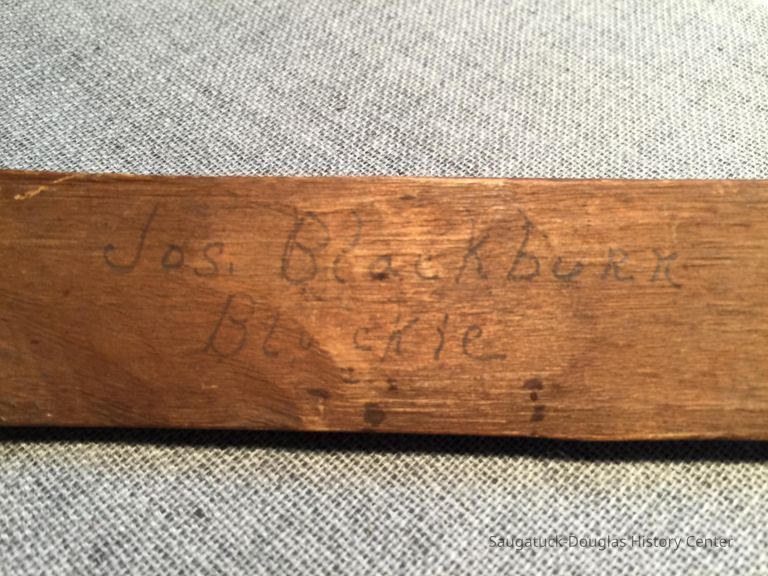 Jos. Blackburn
Blackie
Saugatuck-Douglas History Center